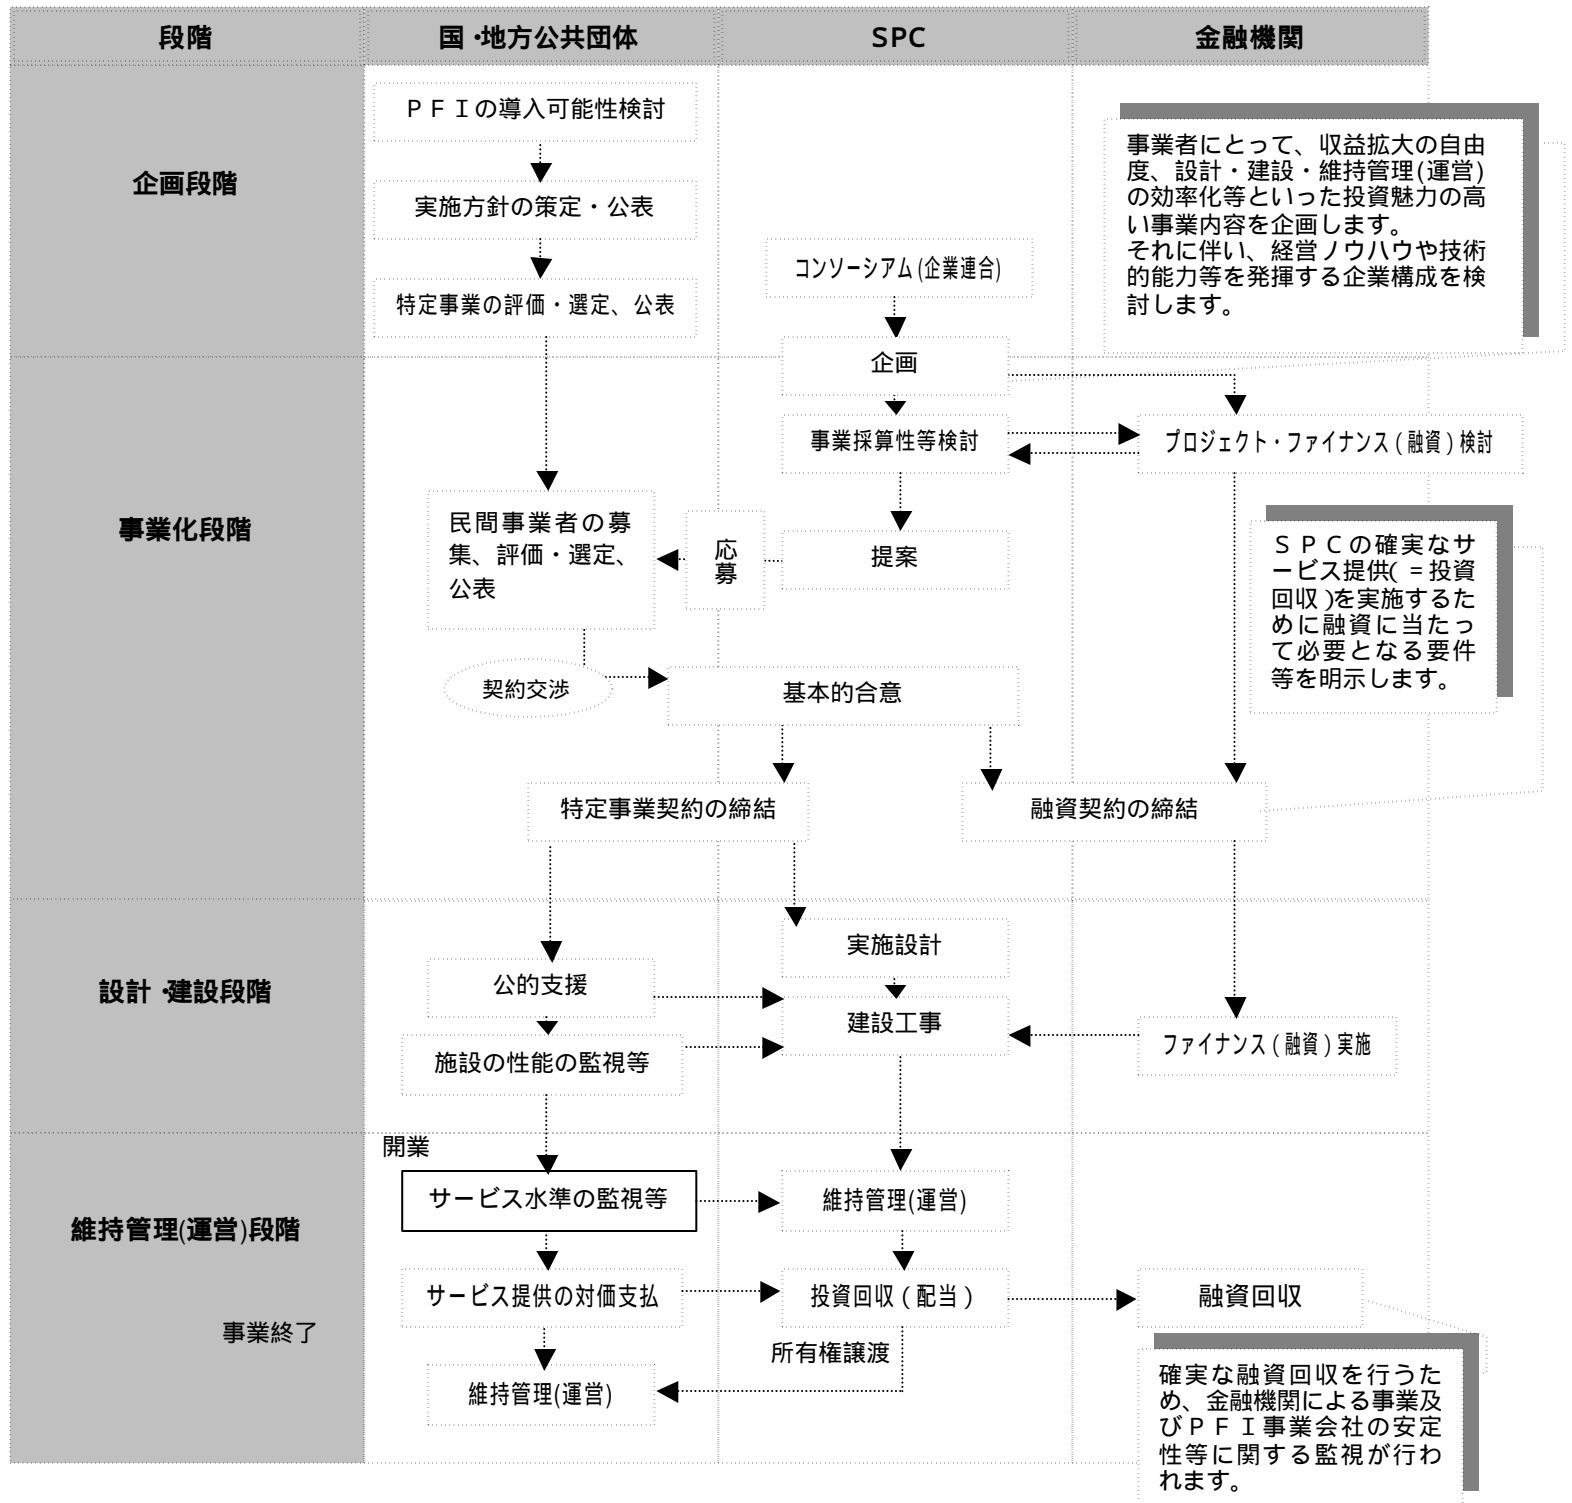 段階
国・地方公共団体
SPC
金融機関
企画段階
PFIの導入可能性検討
実施方針の策定・公表
特定事業の評価・選定、公表
コンソーシアム(企業連合)
企画
事業者にとって、収益拡大の自由
度、設計・建設・維持管理(運営)
の効率化等といった投資魅力の高
い事業内容を企画します。
それに伴い、経営ノウハウや技術
的能力等を発揮する企業構成を検
討します。
事業化段階
事業採算性等検討
プロジェクト・ファイナンス(融資)検討
民間事業者の募
集、評価・選定、
公表
応
募
提案
SPCの確実なサ
ービス提供(=投資
回収)を実施するた
めに融資に当たっ
て必要となる要件
等を明示します。
契約交渉
基本的合意
特定事業契約の締結
融資契約の締結
設計・建設段階
実施設計
公的支援
建設工事
施設の性能の監視等
ファイナンス(融資)実施
開業
維持管理(運営)段階
サービス水準の監視等
維持管理(運営)
サービス提供の対価支払
投資回収(配当)
融資回収
事業終了
所有権譲渡
維持管理(運営)
確実な融資回収を行うた
め、金融機関による事業及
びPFI事業会社の安定
性等に関する監視が行わ
れます。